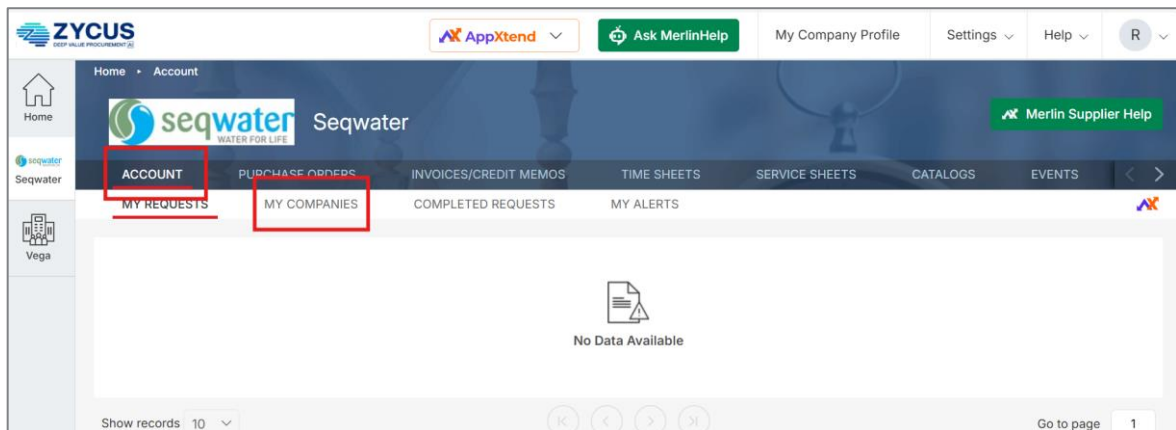 ZYCUS
DEEP VALUE PROCUREMENT AI
AppXtend
Ask MerlinHelp
My Company Profile
Settings
Help
R
Home
Home ▸ Account
seqwater
WATER FOR LIFE
Seqwater
Merlin Supplier Help
seqwater
Seqwater
ACCOUNT PURCHASE ORDERS INVOICES/CREDIT MEMOS TIME SHEETS SERVICE SHEETS CATALOGS EVENTS
MY REQUESTS MY COMPANIES COMPLETED REQUESTS MY ALERTS
Vega
No Data Available
Show records 10
Go to page 1